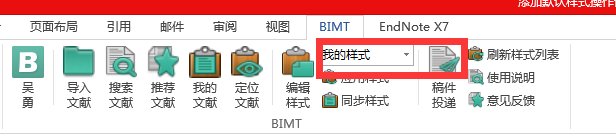 添加默认样式操作
页面布局 引用 邮件 审阅 视图 BIMT EndNote X7
我的样式
B
吴勇
导入文献
搜索文献
推荐文献
我的文献
定位文献
编辑样式
应用样式
同步样式
稿件投递
刷新样式列表
使用说明
意见反馈
BIMT